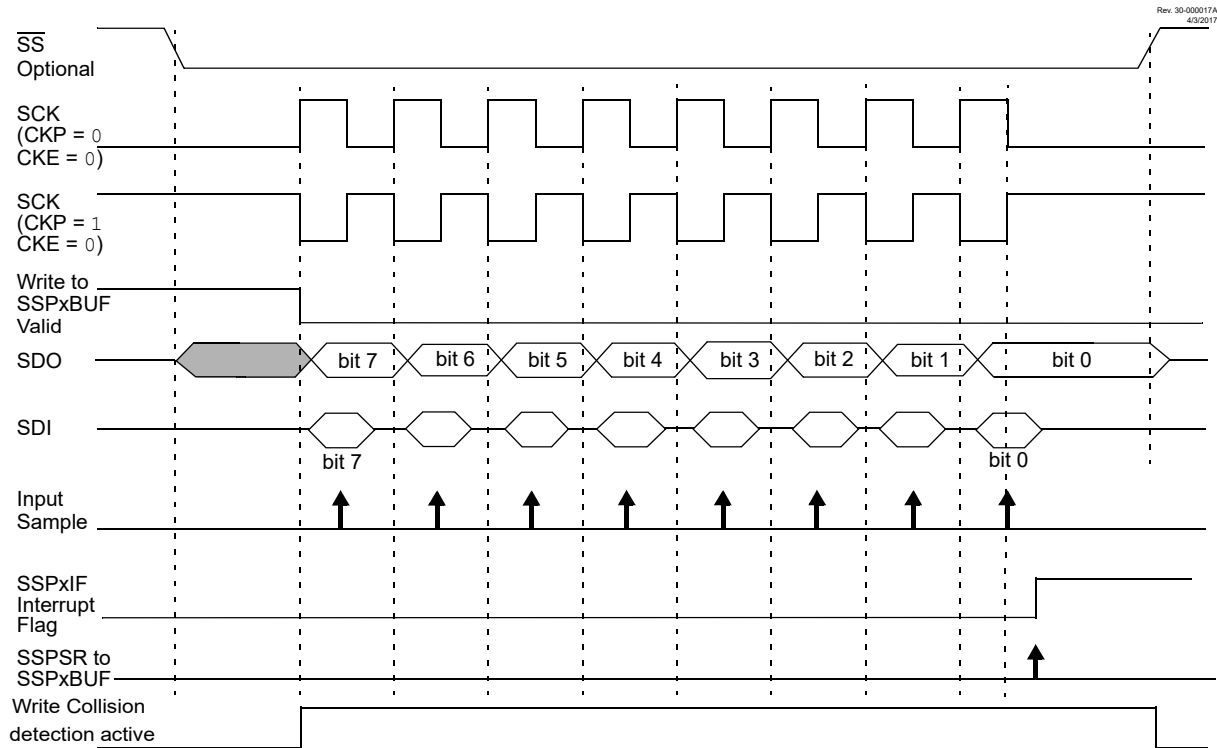 Rev. 30-000017A
4/3/2017
SS
Optional
SCK
(CKP = 0
CKE = 0)
SCK
(CKP = 1
CKE = 0)
Write to
SSPxBUF
Valid
SDO
bit 7 bit 6 bit 5 bit 4 bit 3 bit 2 bit 1 bit 0
SDI
bit 7 bit 0
Input
Sample
SSPxIF
Interrupt
Flag
SSPSR to
SSPxBUF
Write Collision
detection active